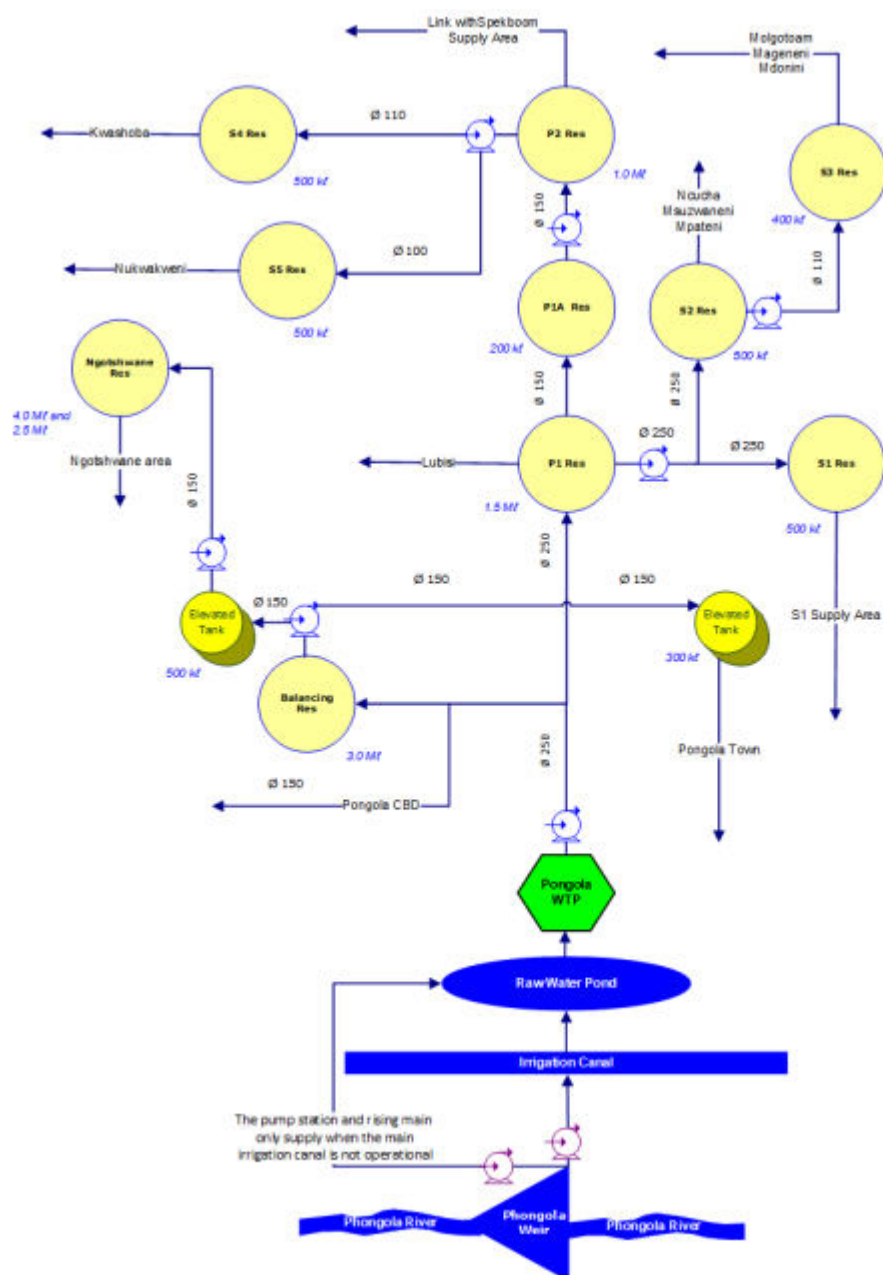 Link withSpekboom
Supply Area
Molgotoam
Mageneni
Mdonini
Kwashoba
S4 Res
Ø 110
P2 Res
500 kℓ
1.0 Mℓ
S3 Res
400 kℓ
Ncucha
Msuzwaneni
Mpateni
Ø 150
Nukwakweni
S5 Res
Ø 100
500 kℓ
P1A Res
200 kℓ
S2 Res
500 kℓ
Ø 110
Ngotshwane
Res
4.0 Mℓ and
2.5 Mℓ
Ngotshwane area
Ø 150
Ø 150
Ø 250
Lubisi
P1 Res
1.5 Mℓ
Ø 250
Ø 250
S1 Res
500 kℓ
Ø 250
Ø 150
Ø 150
Ø 150
Elevated
Tank
500 kℓ
Elevated
Tank
300 kℓ
S1 Supply Area
Balancing
Res
3.0 Mℓ
Ø 250
Pongola Town
Ø 150
Pongola CBD
Pongola
WTP
Raw Water Pond
Irrigation Canal
The pump station and rising main
only supply when the main
irrigation canal is not operational
Phongola River
Phongola
Weir
Phongola River